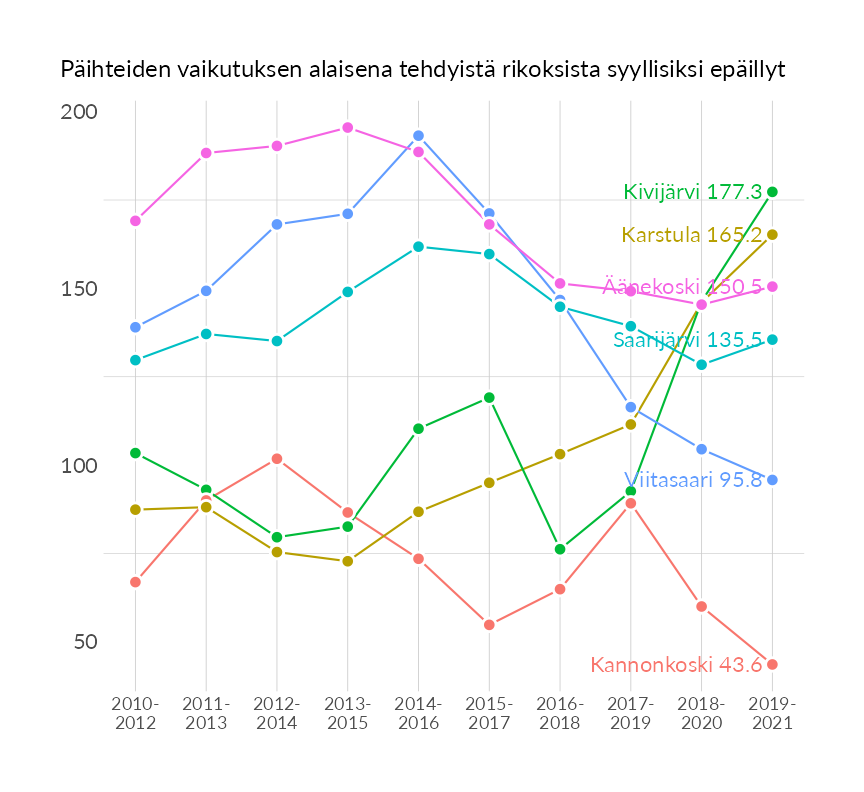 Päihteiden vaikutuksen alaisena tehdyistä rikoksista syyllisiksi epäillyt
200
150
100
50
Kivijärvi 177.3
Karstula 165.2
Äänekoski 150.5
Saarijärvi 135.5
Viitasaari 95.8
Kannonkoski 43.6
2010- 2011- 2012- 2013- 2014- 2015- 2016- 2017- 2018- 2019-
2012 2013 2014 2015 2016 2017 2018 2019 2020 2021